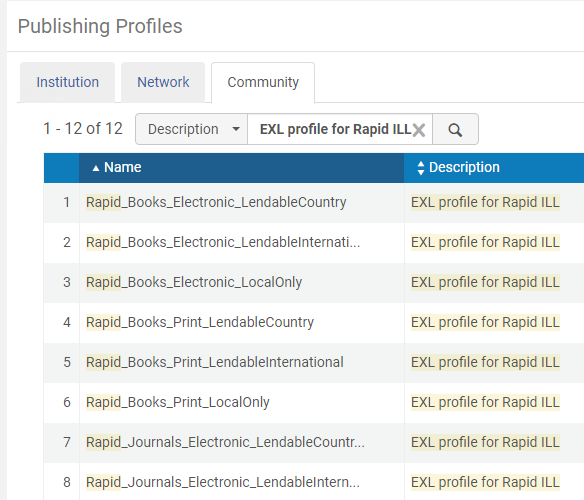 Publishing Profiles
Institution Network Community
1 - 12 of 12 Description EXL profile for Rapid ILL
Name Description
1 Rapid_Books_Electronic_LendableCountry EXL profile for Rapid ILL
2 Rapid_Books_Electronic_LendableInternati... EXL profile for Rapid ILL
3 Rapid_Books_Electronic_LocalOnly EXL profile for Rapid ILL
4 Rapid_Books_Print_LendableCountry EXL profile for Rapid ILL
5 Rapid_Books_Print_LendableInternational EXL profile for Rapid ILL
6 Rapid_Books_Print_LocalOnly EXL profile for Rapid ILL
7 Rapid_Journals_Electronic_LendableCountr... EXL profile for Rapid ILL
8 Rapid_Journals_Electronic_LendableIntern... EXL profile for Rapid ILL